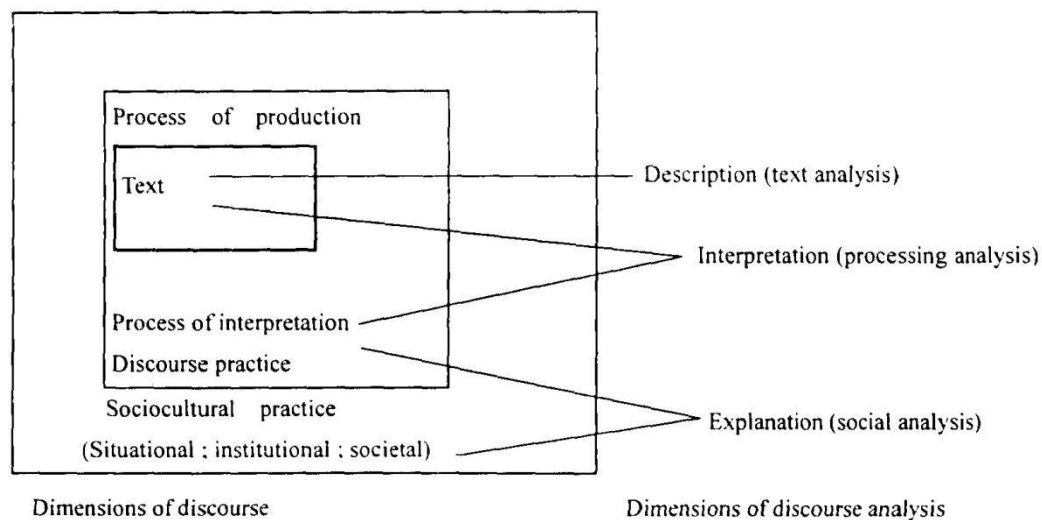 Process of production
Text
Description (text analysis)
Interpretation (processing analysis)
Process of interpretation
Discourse practice
Sociocultural practice
Explanation (social analysis)
(Situational ; institutional ; societal)
Dimensions of discourse
Dimensions of discourse analysis